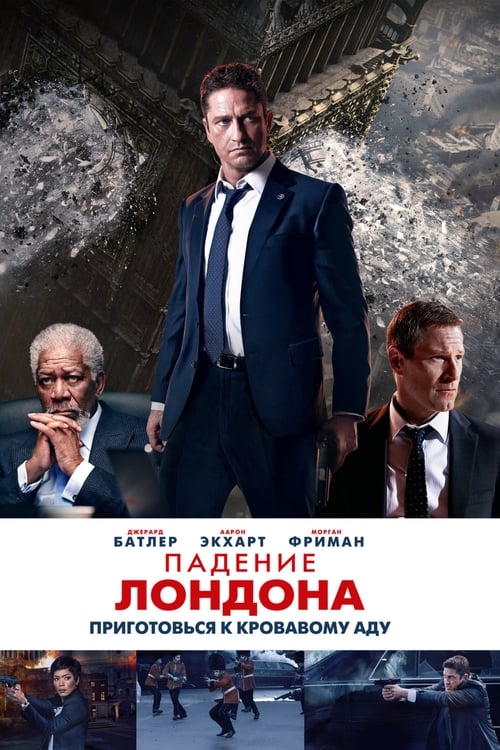 ДЖЕРАРД ААРОН МОРГАН
БАТЛЕР ЭКХАРТ ФРИМАН
ПАДЕНИЕ
ЛОНДОНА
ПРИГОТОВЬСЯ К КРОВАВОМУ АДУ